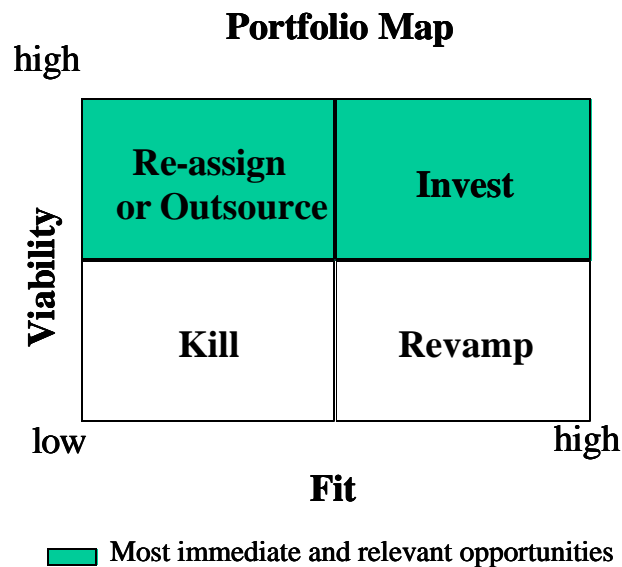 Portfolio Map
high
Re-assign
or Outsource
Invest
Viability
Kill
Revamp
low
high
Fit
Most immediate and relevant opportunities